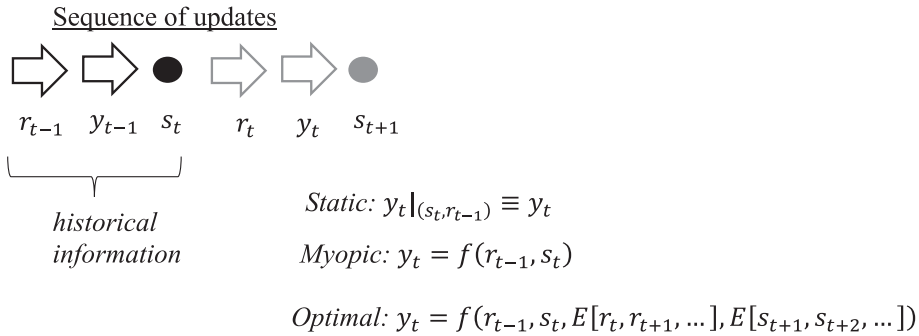 Sequence of updates
r_{t−1} y_{t−1} s_t r_t y_t s_{t+1}
historical
information
Static: y_t|_{(s_t,r_{t−1})} ≡ y_t
Myopic: y_t = f(r_{t−1}, s_t)
Optimal: y_t = f(r_{t−1}, s_t, E[r_t, r_{t+1}, …], E[s_{t+1}, s_{t+2}, …])